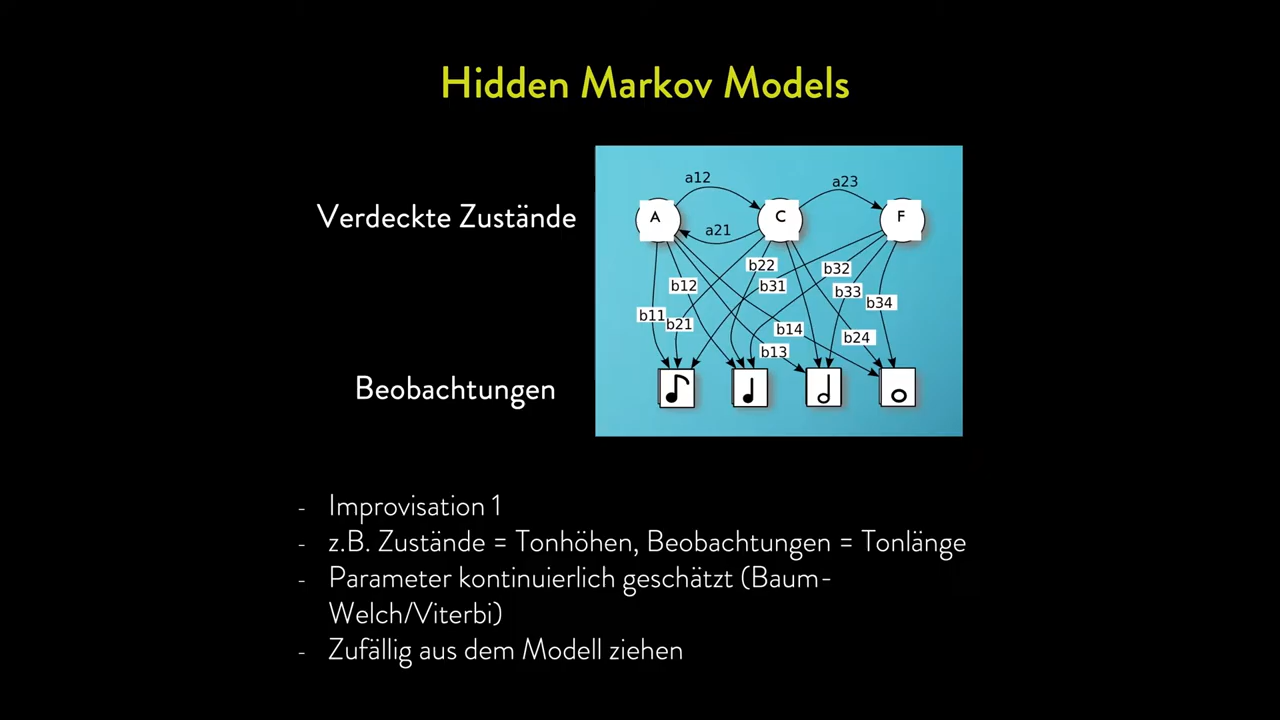 Hidden Markov Models
Verdeckte Zustände
a12
a23
A
C
F
a21
b22
b32
b12
b31
b33
b34
b11
b21
b14
b24
b13
Beobachtungen
- Improvisation 1
- z.B. Zustände = Tonhöhen, Beobachtungen = Tonlänge
- Parameter kontinuierlich geschätzt (Baum-
Welch/Viterbi)
- Zufällig aus dem Modell ziehen